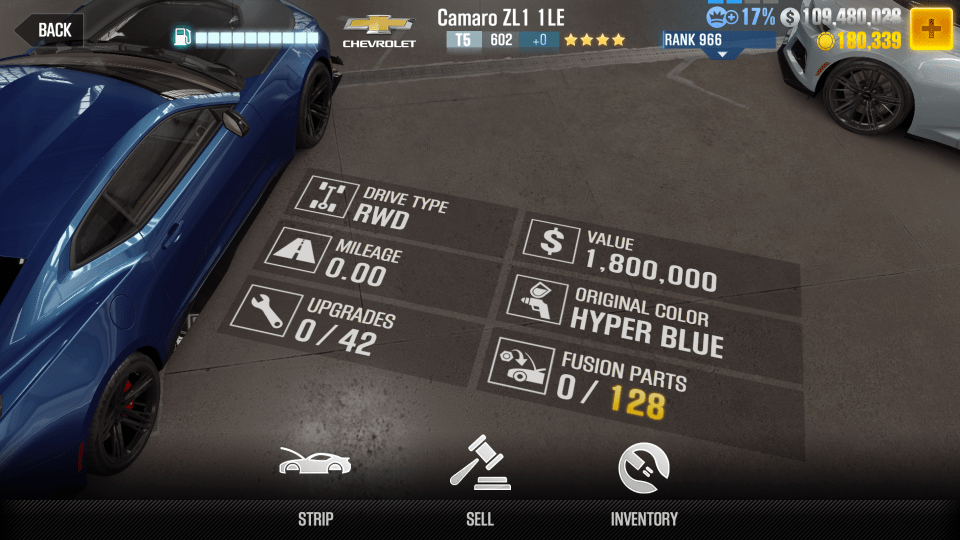 BACK
CHEVROLET
Camaro ZL1 1LE
T5 602 +0
17%
109,480,028
RANK 966
180,339
DRIVE TYPE
RWD
MILEAGE
0.00
UPGRADES
0/42
VALUE
1,800,000
ORIGINAL COLOR
HYPER BLUE
FUSION PARTS
0/128
STRIP
SELL
INVENTORY